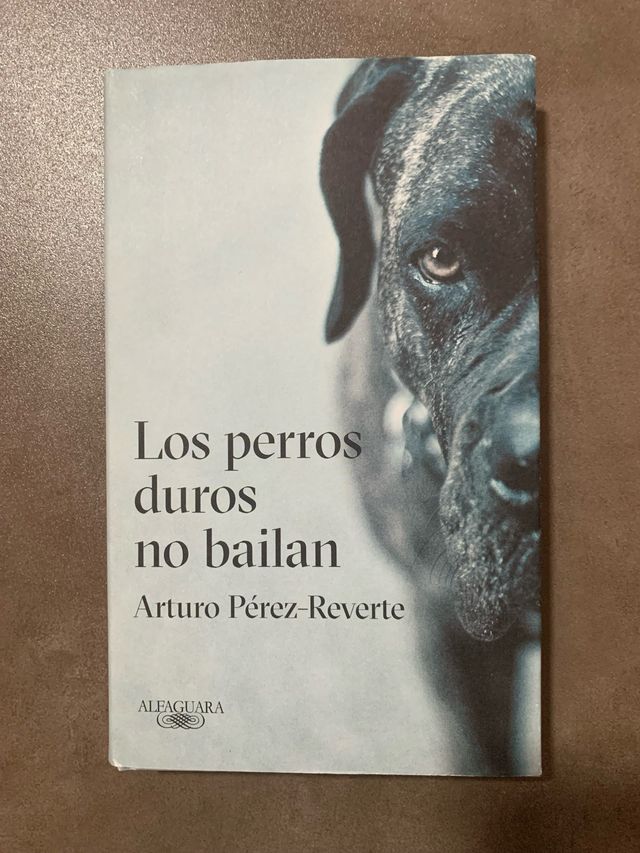 Los perros
duros
no bailan
Arturo Pérez-Reverte
ALFAGUARA